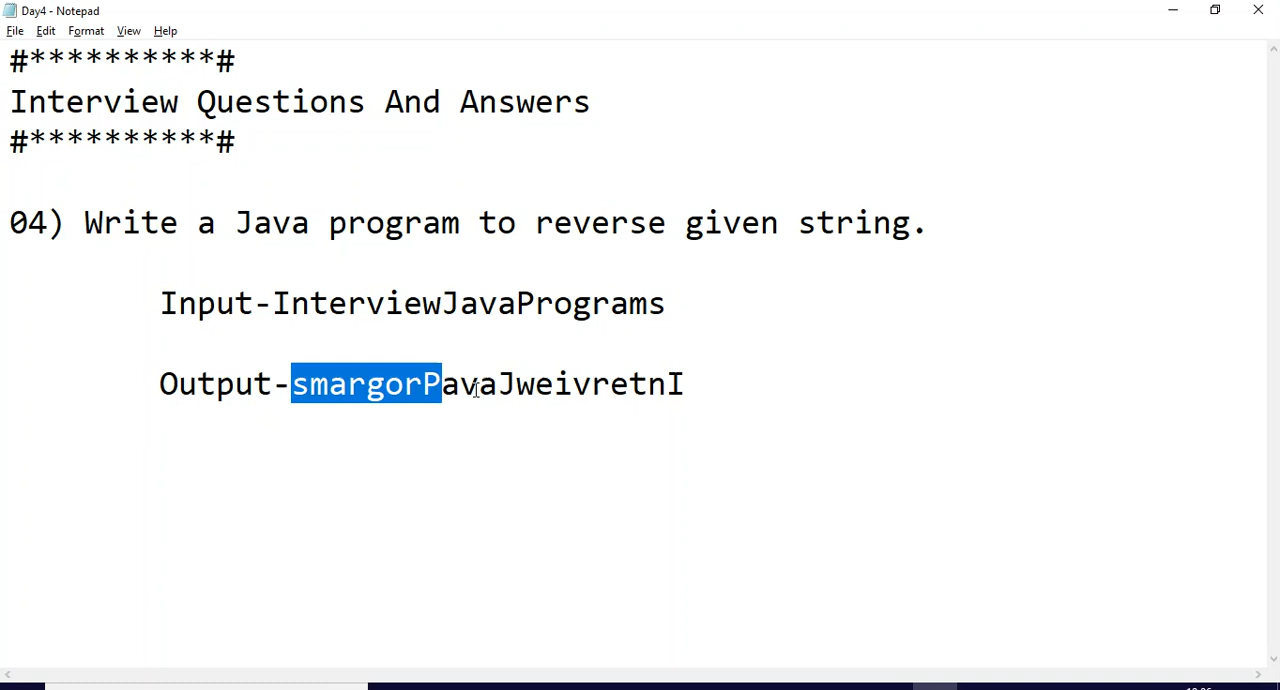 Day4 - Notepad
File Edit Format View Help
#**********#
Interview Questions And Answers
#**********#
04) Write a Java program to reverse given string.
Input-InterviewJavaPrograms
Output-smargorPavaJweivretnI